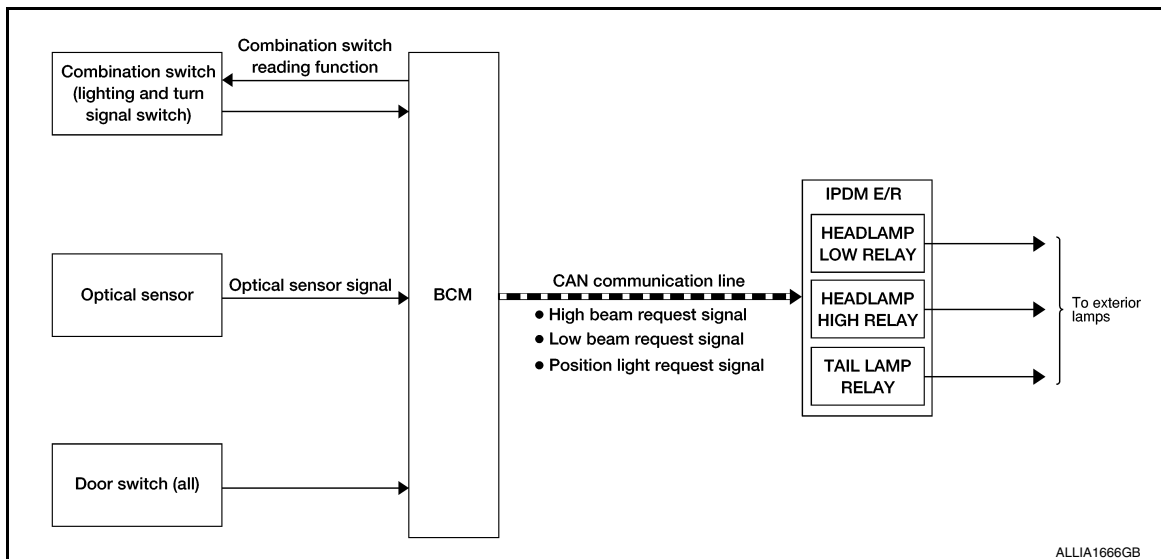 Combination switch
reading function
Combination switch
(lighting and turn
signal switch)
Optical sensor
Optical sensor signal
Door switch (all)
BCM
CAN communication line
● High beam request signal
● Low beam request signal
● Position light request signal
IPDM E/R
HEADLAMP
LOW RELAY
HEADLAMP
HIGH RELAY
TAIL LAMP
RELAY
To exterior
lamps
ALLIA1666GB